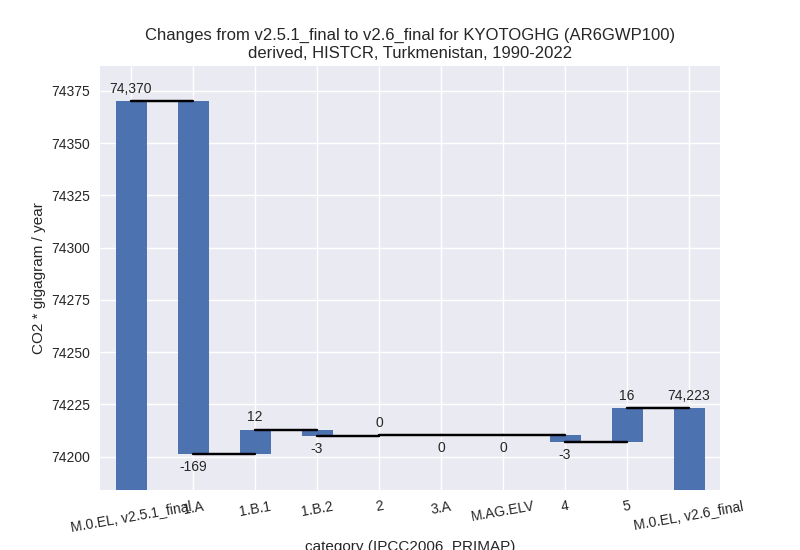 Changes from v2.5.1_final to v2.6_final for KYOTOGHG (AR6GWP100)
derived, HISTCR, Turkmenistan, 1990-2022
CO2 * gigagram / year
74375
74350
74325
74300
74275
74250
74225
74200
74,370
-169
12
-3
0
0
0
-3
16
74,223
M.0.EL, v2.5.1_final
1.A
1.B.1
1.B.2
2
3.A
M.AG.ELV
4
5
M.0.EL, v2.6_final
category (IPCC2006_PRIMAP)